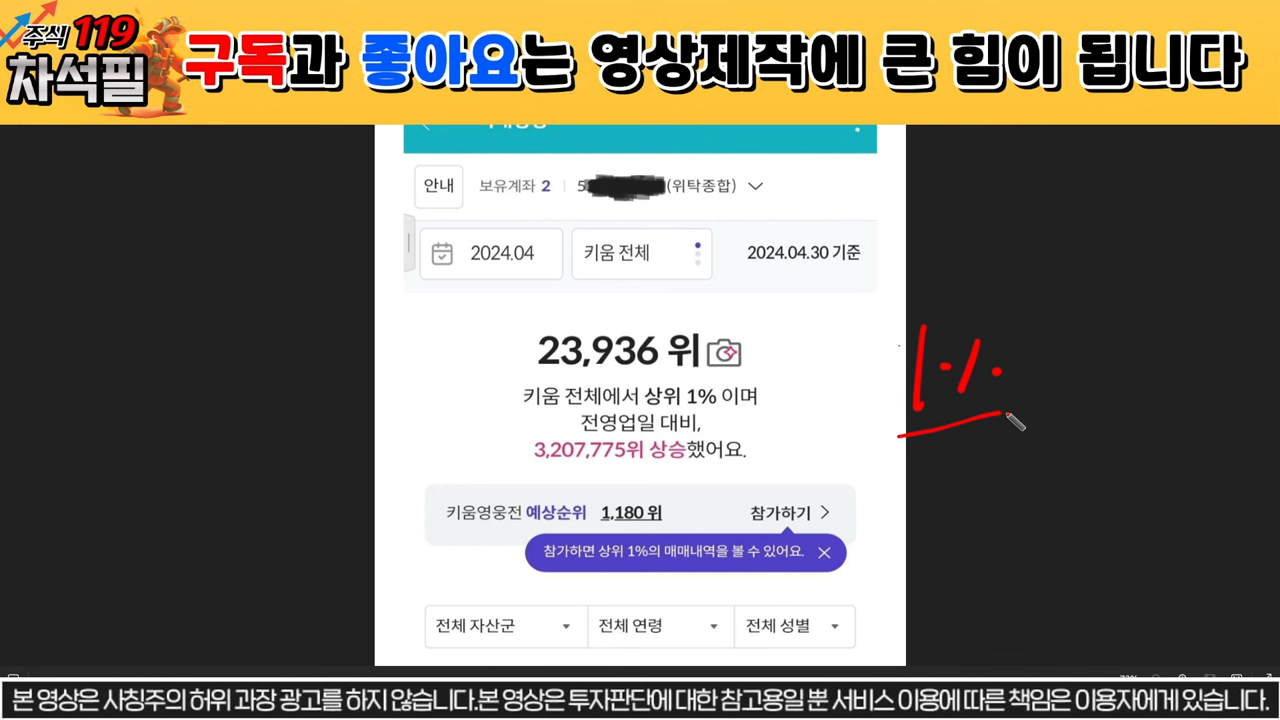 주식 119
차석필
구독과 좋아요는 영상제작에 큰 힘이 됩니다
안내
보유계좌 2
5
(위탁종합)
2024.04
키움 전체
2024.04.30 기준
23,936 위
키움 전체에서 상위 1% 이며
전영업일 대비,
3,207,775위 상승했어요.
1%
키움영웅전 예상순위 1,180 위
참가하기
참가하면 상위 1%의 매매내역을 볼 수 있어요.
전체 자산군
전체 연령
전체 성별
본 영상은 사칭주의 허위 과장 광고를 하지 않습니다.본 영상은 투자판단에 대한 참고용일 뿐 서비스 이용에 따른 책임은 이용자에게 있습니다.